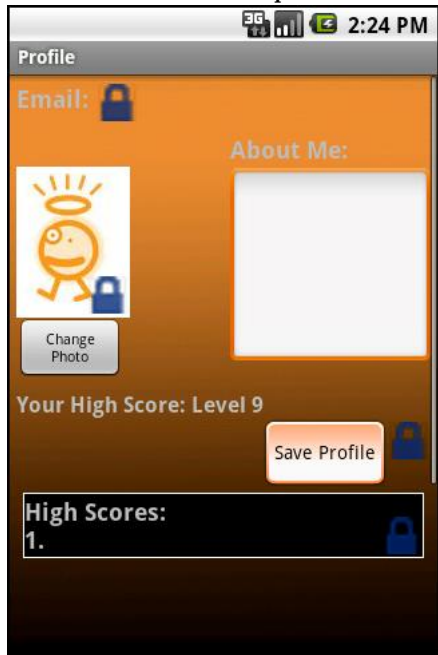 3G 2:24 PM
Profile
Email:
About Me:
Change
Photo
Your High Score: Level 9
Save Profile
High Scores:
1.